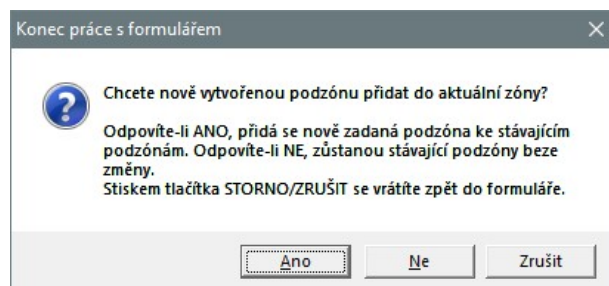 Konec práce s formulářem
Chcete nově vytvořenou podzónu přidat do aktuální zóny?
Odpovíte-li ANO, přidá se nově zadaná podzóna ke stávajícím
podzónám. Odpovíte-li NE, zůstanou stávající podzóny beze
změny.
Stiskem tlačítka STORNO/ZRUŠIT se vrátíte zpět do formuláře.
Ano Ne Zrušit